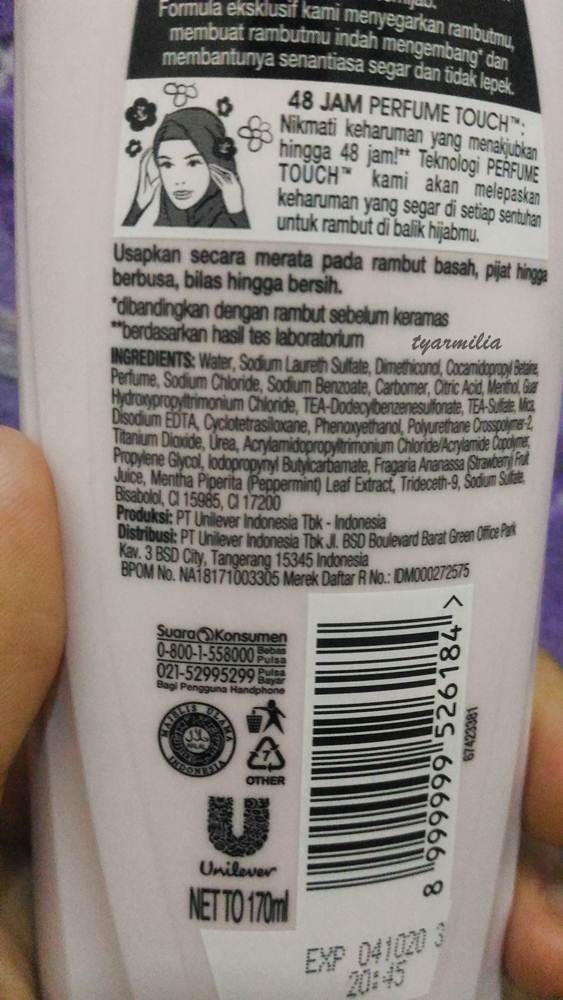 Formula eksklusif kami menyegarkan rambutmu,
membuat rambutmu indah mengembang* dan
membantunya senantiasa segar dan tidak lepek.
48 JAM PERFUME TOUCH™:
Nikmati keharuman yang menakjubkan
hingga 48 jam!** Teknologi PERFUME
TOUCH™ kami akan melepaskan
keharuman yang segar di setiap sentuhan
untuk rambut di balik hijabmu.
Usapkan secara merata pada rambut basah, pijat hingga
berbusa, bilas hingga bersih.
*dibandingkan dengan rambut sebelum keramas
**berdasarkan hasil tes laboratorium
tyarmilia
INGREDIENTS: Water, Sodium Laureth Sulfate, Dimethiconol, Cocamidopropyl Betaine,
Perfume, Sodium Chloride, Sodium Benzoate, Carbomer, Citric Acid, Menthol, Guar
Hydroxypropyltrimonium Chloride, TEA-Dodecylbenzenesulfonate, TEA-Sulfate, Mica,
Disodium EDTA, Cyclotetrasiloxane, Phenoxyethanol, Polyurethane Crosspolymer-2,
Titanium Dioxide, Urea, Acrylamidopropyltrimonium Chloride/Acrylamide Copolymer,
Propylene Glycol, Iodopropynyl Butylcarbamate, Fragaria Ananassa (Strawberry) Fruit
Juice, Mentha Piperita (Peppermint) Leaf Extract, Trideceth-9, Sodium Sulfate,
Bisabolol, CI 15985, CI 17200
Produksi: PT Unilever Indonesia Tbk - Indonesia
Distribusi: PT Unilever Indonesia Tbk Jl. BSD Boulevard Barat Green Office Park
Kav. 3 BSD City, Tangerang 15345 Indonesia
BPOM No. NA18171003305 Merek Daftar R No.: IDM000272575
Suara Konsumen
0-800-1-558000 Bebas Pulsa
021-52995299 Pulsa Bayar
Bagi Pengguna Handphone
MAJELIS ULAMA
INDONESIA
7
OTHER
Unilever
NETTO 170ml
8 999999 526184 >
67423381
EXP 041020 3
20:45